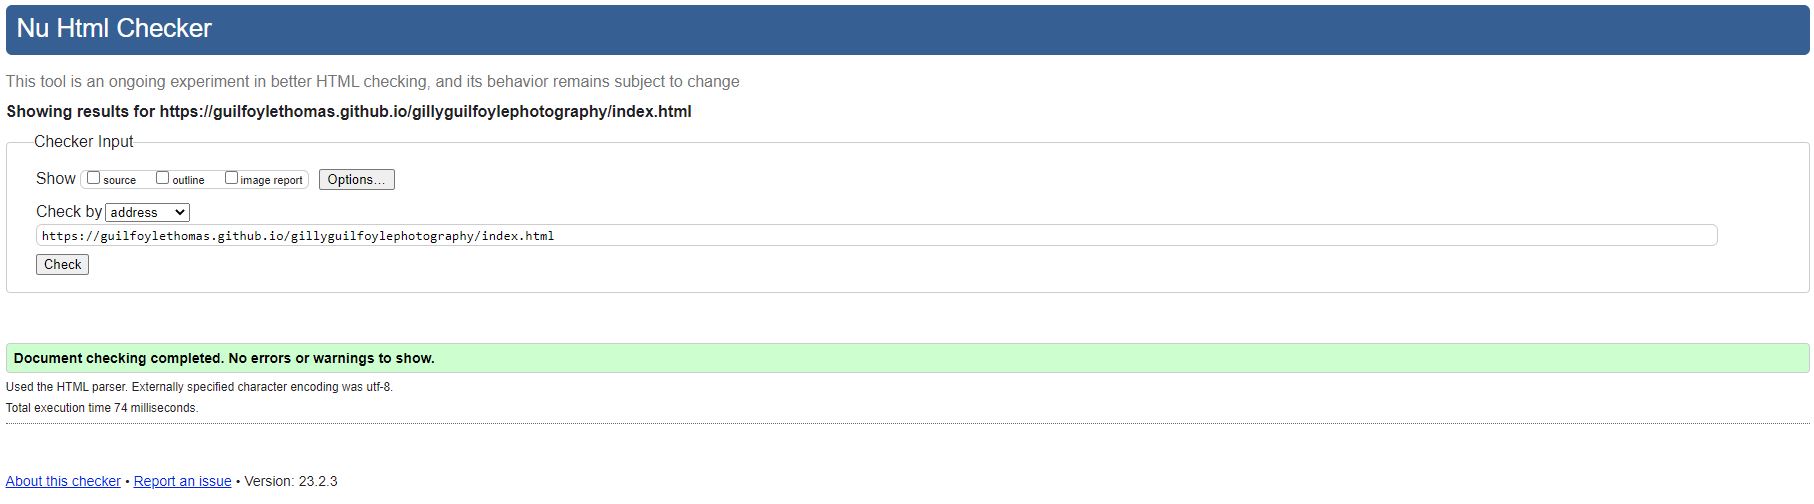 Nu Html Checker
This tool is an ongoing experiment in better HTML checking, and its behavior remains subject to change
Showing results for https://guilfoylethomas.github.io/gillyguilfoylephotography/index.html
Checker Input
Show source outline image report Options...
Check by address
https://guilfoylethomas.github.io/gillyguilfoylephotography/index.html
Check
Document checking completed. No errors or warnings to show.
Used the HTML parser. Externally specified character encoding was utf-8.
Total execution time 74 milliseconds.
About this checker • Report an issue • Version: 23.2.3